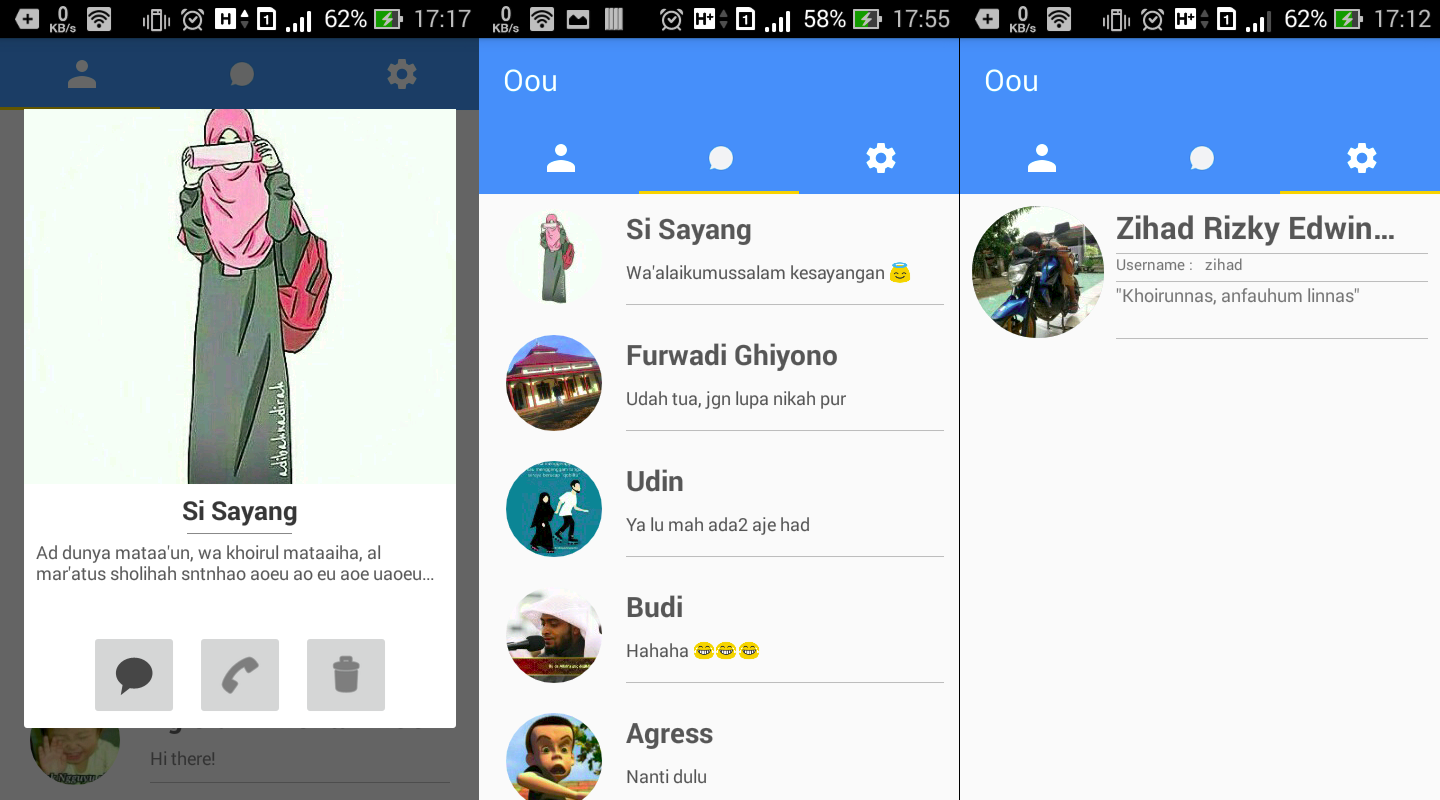 0
KB/s
H
1
62%
17:17
adibahnadirah
Si Sayang
Ad dunya mataa'un, wa khoirul mataaiha, al
mar'atus sholihah sntnhao aoeu ao eu aoe uaoeu...
Hi there!
0
KB/s
H+
1
58%
17:55
Oou
Si Sayang
Wa'alaikumussalam kesayangan 😇
Furwadi Ghiyono
Udah tua, jgn lupa nikah pur
Udin
Ya lu mah ada2 aje had
Budi
Hahaha 😂😂😂
Agress
Nanti dulu
0
KB/s
H+
1
62%
17:12
Oou
Zihad Rizky Edwin...
Username : zihad
"Khoirunnas, anfauhum linnas"